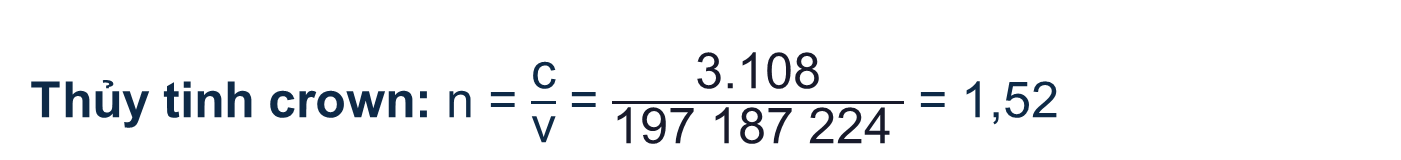 Thủy tinh crown: n = c/v = 3.108/197 187 224 = 1,52